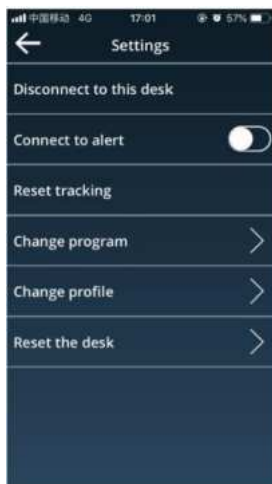 中国移动 4G 17:01 57%
Settings
Disconnect to this desk
Connect to alert
Reset tracking
Change program
Change profile
Reset the desk